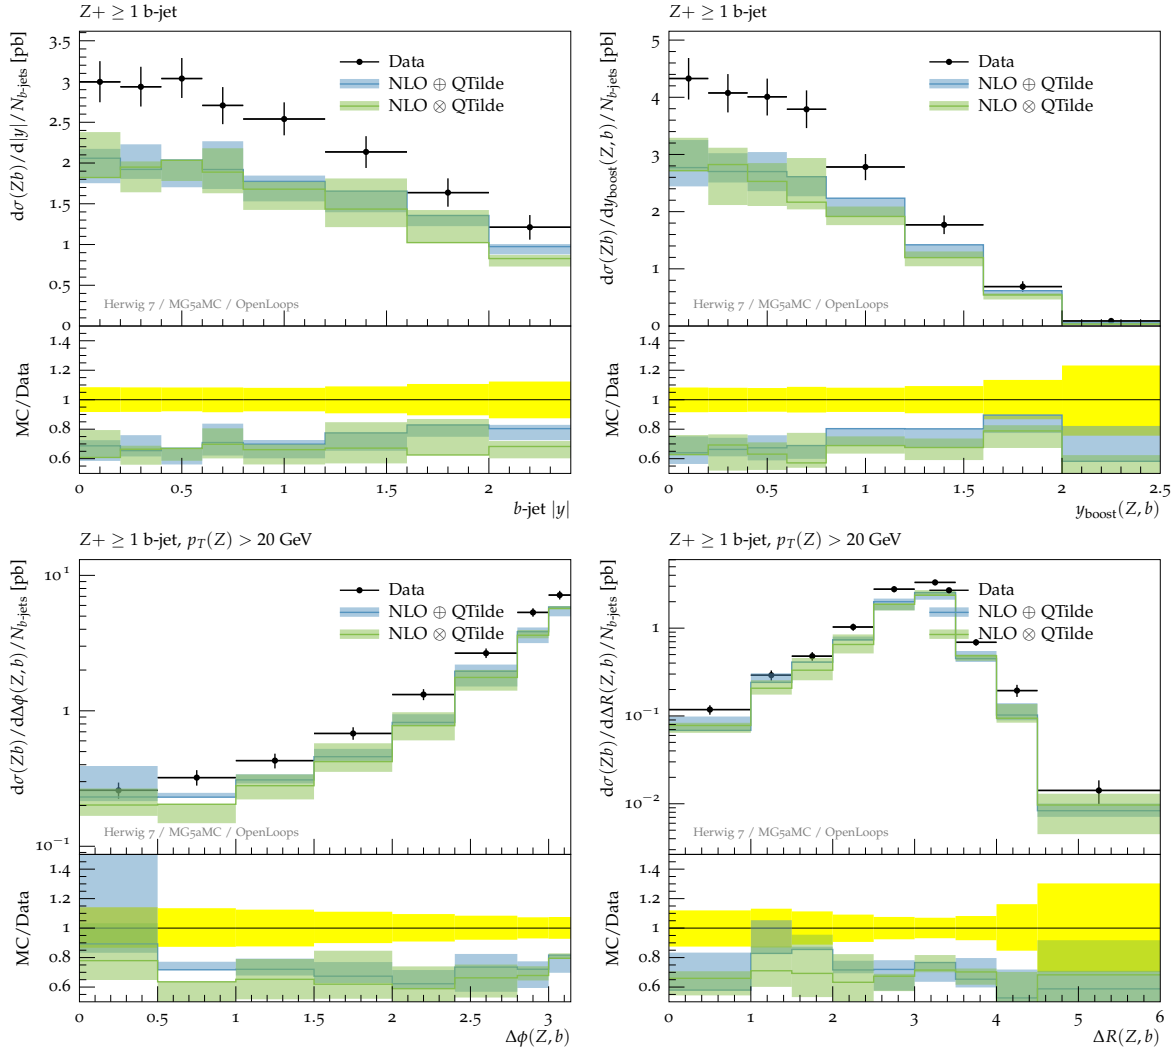 Z+ ≥ 1 b-jet
dσ(Zb)/d|y|/N_b-jets [pb]
3.5
3
2.5
2
1.5
1
0.5
0
Data
NLO ⊕ QTilde
NLO ⊗ QTilde
Herwig 7 / MG5aMC / OpenLoops
MC/Data
1.4
1.2
1
0.8
0.6
0 0.5 1 1.5 2
b-jet |y|
Z+ ≥ 1 b-jet
dσ(Zb)/dy_boost(Z, b)/N_b-jets [pb]
5
4
3
2
1
0
Data
NLO ⊕ QTilde
NLO ⊗ QTilde
Herwig 7 / MG5aMC / OpenLoops
MC/Data
1.4
1.2
1
0.8
0.6
0 0.5 1 1.5 2 2.5
y_boost(Z, b)
Z+ ≥ 1 b-jet, p_T(Z) > 20 GeV
dσ(Zb)/dΔϕ(Z, b)/N_b-jets [pb]
10^1
1
10^−1
Data
NLO ⊕ QTilde
NLO ⊗ QTilde
Herwig 7 / MG5aMC / OpenLoops
MC/Data
1.4
1.2
1
0.8
0.6
0 0.5 1 1.5 2 2.5 3
Δϕ(Z, b)
Z+ ≥ 1 b-jet, p_T(Z) > 20 GeV
dσ(Zb)/dΔR(Z, b)/N_b-jets [pb]
1
10^−1
10^−2
Data
NLO ⊕ QTilde
NLO ⊗ QTilde
Herwig 7 / MG5aMC / OpenLoops
MC/Data
1.4
1.2
1
0.8
0.6
0 1 2 3 4 5 6
ΔR(Z, b)